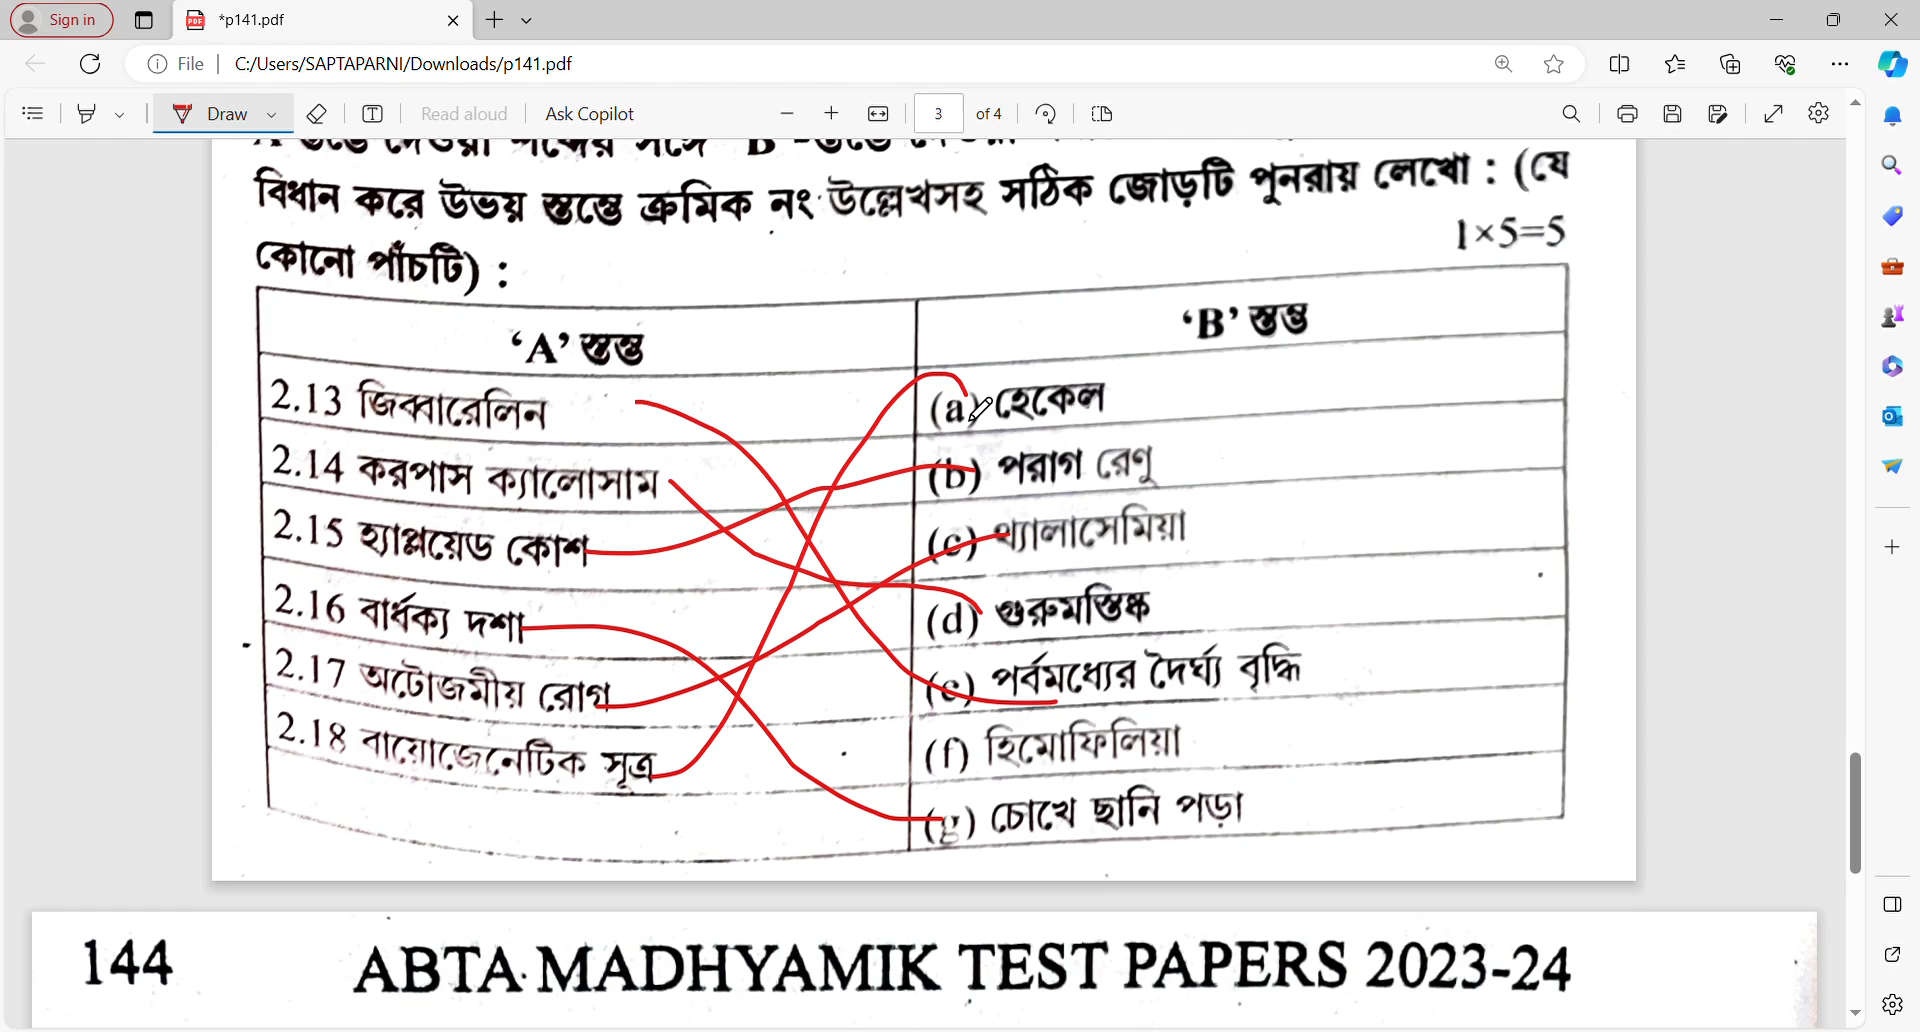 Sign in
*p141.pdf
File
C:/Users/SAPTAPARNI/Downloads/p141.pdf
Draw
Read aloud
Ask Copilot
3
of 4
বিধান করে উভয় স্তম্ভে ক্রমিক নং উল্লেখসহ সঠিক জোড়টি পুনরায় লেখো : (যে
কোনো পাঁচটি) :
1×5=5
‘A’ স্তম্ভ
‘B’ স্তম্ভ
2.13 জিব্বারেলিন
(a) হেকেল
2.14 করপাস ক্যালোসাম
(b) পরাগ রেণু
2.15 হ্যাপ্লয়েড কোশ
(c) থ্যালাসেমিয়া
2.16 বার্ধক্য দশা
(d) গুরুমস্তিষ্ক
2.17 অটোজমীয় রোগ
(e) পর্বমধ্যের দৈর্ঘ্য বৃদ্ধি
2.18 বায়োজেনেটিক সূত্র
(f) হিমোফিলিয়া
(g) চোখে ছানি পড়া
144
ABTA MADHYAMIK TEST PAPERS 2023-24